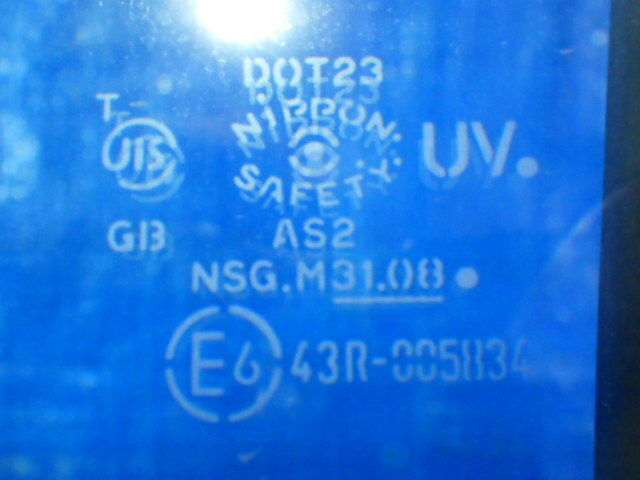 DOT23
NIPPON.
SAFETY.
T
JIS
UV.
GB
AS2
NSG.M31.08
E6 43R-005834